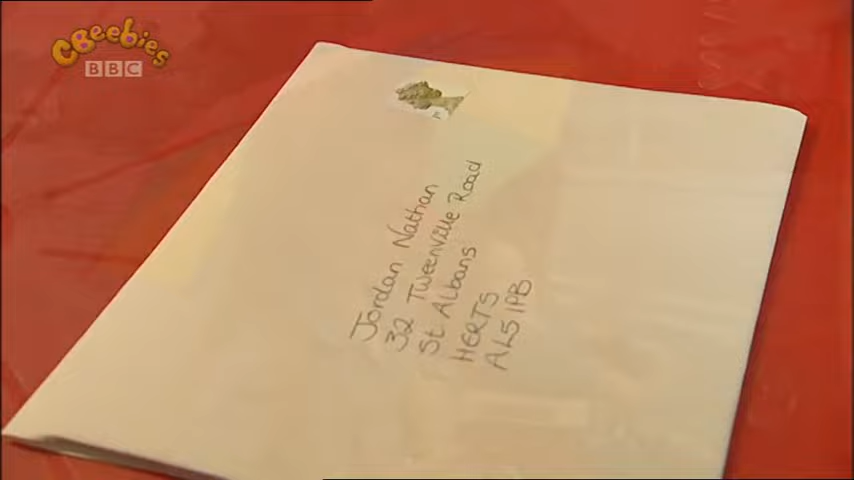 CBeebies
BBC
Jordan Nathan
32 Tweenville Road
St Albans
HERTS
AL5 1PB